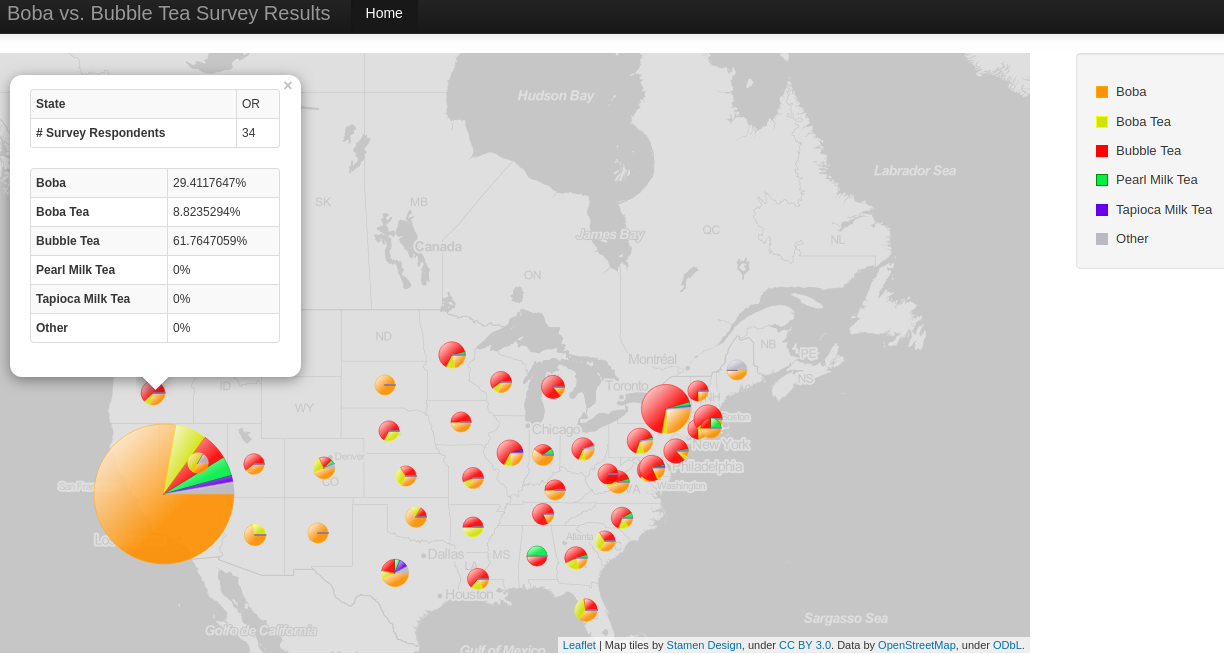 Boba vs. Bubble Tea Survey Results Home
×
State OR
# Survey Respondents 34
Boba 29.4117647%
Boba Tea 8.8235294%
Bubble Tea 61.7647059%
Pearl Milk Tea 0%
Tapioca Milk Tea 0%
Other 0%
Boba
Boba Tea
Bubble Tea
Pearl Milk Tea
Tapioca Milk Tea
Other
Hudson Bay
Labrador Sea
SK
MB
Canada
James Bay
QC
NL
ON
ND
NB
PE
NS
Montréal
Toronto
ID
WY
NH
Boston
Chicago
New York
Denver
CO
Philadelphia
Washington
VA
San Fran
Atlanta
Dallas
MS
LA
Houston
Golfo de California
Gulf of Mexico
Sargasso Sea
Leaflet | Map tiles by Stamen Design, under CC BY 3.0. Data by OpenStreetMap, under ODbL.